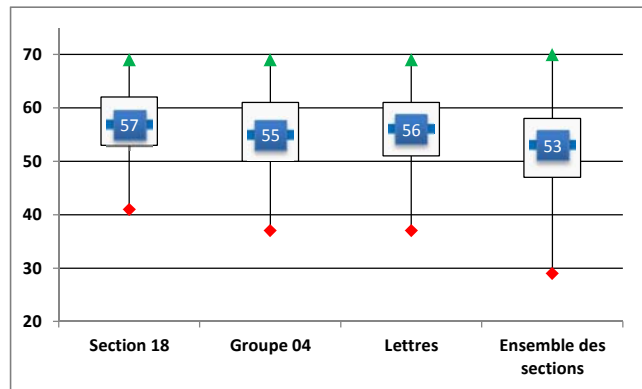 70
60
50
40
30
20
57
55
56
53
Section 18
Groupe 04
Lettres
Ensemble des
sections